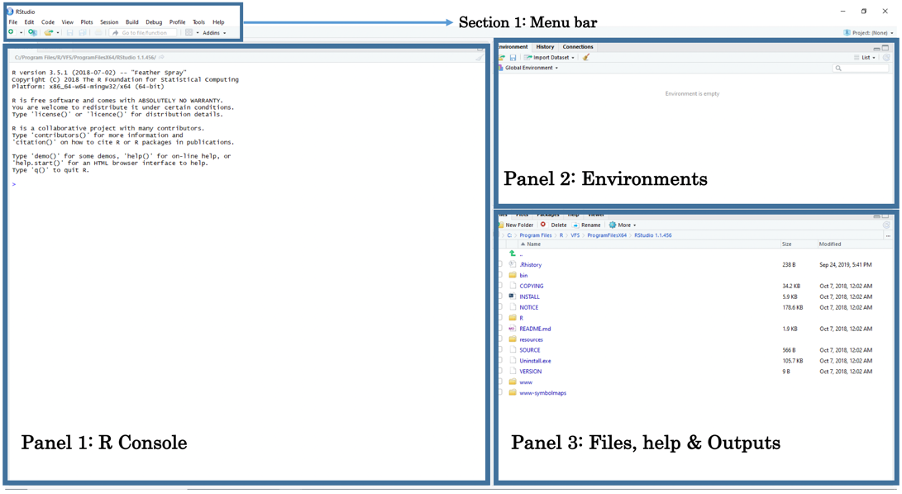 RStudio
File Edit Code View Plots Session Build Debug Profile Tools Help
Go to file/function
Addins
Project: (None)
Section 1: Menu bar
C:/Program Files/R/VFS/ProgramFilesX64/RStudio 1.1.456/
R version 3.5.1 (2018-07-02) -- "Feather Spray"
Copyright (C) 2018 The R Foundation for Statistical Computing
Platform: x86_64-w64-mingw32/x64 (64-bit)
R is free software and comes with ABSOLUTELY NO WARRANTY.
You are welcome to redistribute it under certain conditions.
Type 'license()' or 'licence()' for distribution details.
R is a collaborative project with many contributors.
Type 'contributors()' for more information and
'citation()' on how to cite R or R packages in publications.
Type 'demo()' for some demos, 'help()' for on-line help, or
'help.start()' for an HTML browser interface to help.
Type 'q()' to quit R.
>
Panel 1: R Console
Environment History Connections
Import Dataset
List
Global Environment
Environment is empty
Panel 2: Environments
Plots Packages Help Viewer
New Folder Delete Rename More
C: Program Files R VFS ProgramFilesX64 RStudio 1.1.456
Name Size Modified
..
.Rhistory 238 B Sep 24, 2019, 5:41 PM
bin
COPYING 34.2 KB Oct 7, 2018, 12:02 AM
INSTALL 5.9 KB Oct 7, 2018, 12:02 AM
NOTICE 178.6 KB Oct 7, 2018, 12:02 AM
R
README.md 1.9 KB Oct 7, 2018, 12:02 AM
resources
SOURCE 566 B Oct 7, 2018, 12:02 AM
Uninstall.exe 105.7 KB Oct 7, 2018, 12:02 AM
VERSION 9 B Oct 7, 2018, 12:02 AM
www
www-symbolmaps
Panel 3: Files, help & Outputs